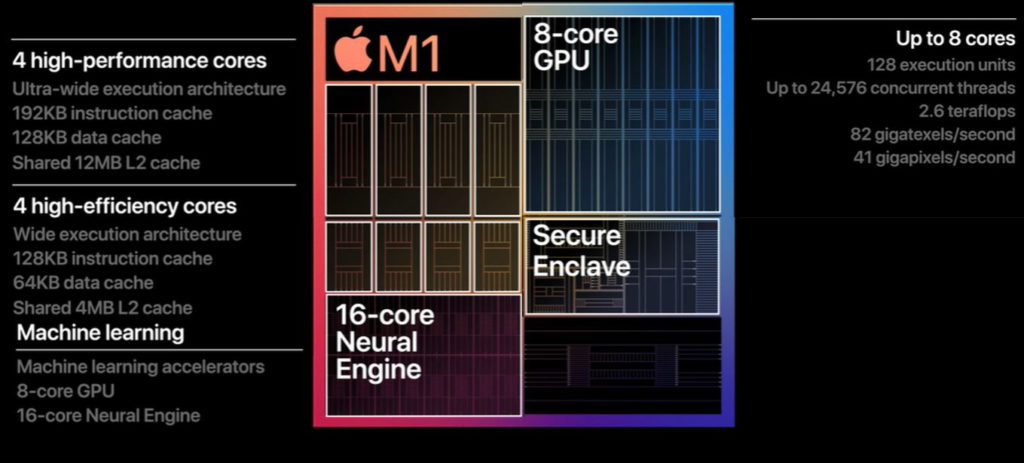 4 high-performance cores
Ultra-wide execution architecture
192KB instruction cache
128KB data cache
Shared 12MB L2 cache
4 high-efficiency cores
Wide execution architecture
128KB instruction cache
64KB data cache
Shared 4MB L2 cache
Machine learning
Machine learning accelerators
8-core GPU
16-core Neural Engine
M1
8-core
GPU
Secure
Enclave
16-core
Neural
Engine
Up to 8 cores
128 execution units
Up to 24,576 concurrent threads
2.6 teraflops
82 gigatexels/second
41 gigapixels/second